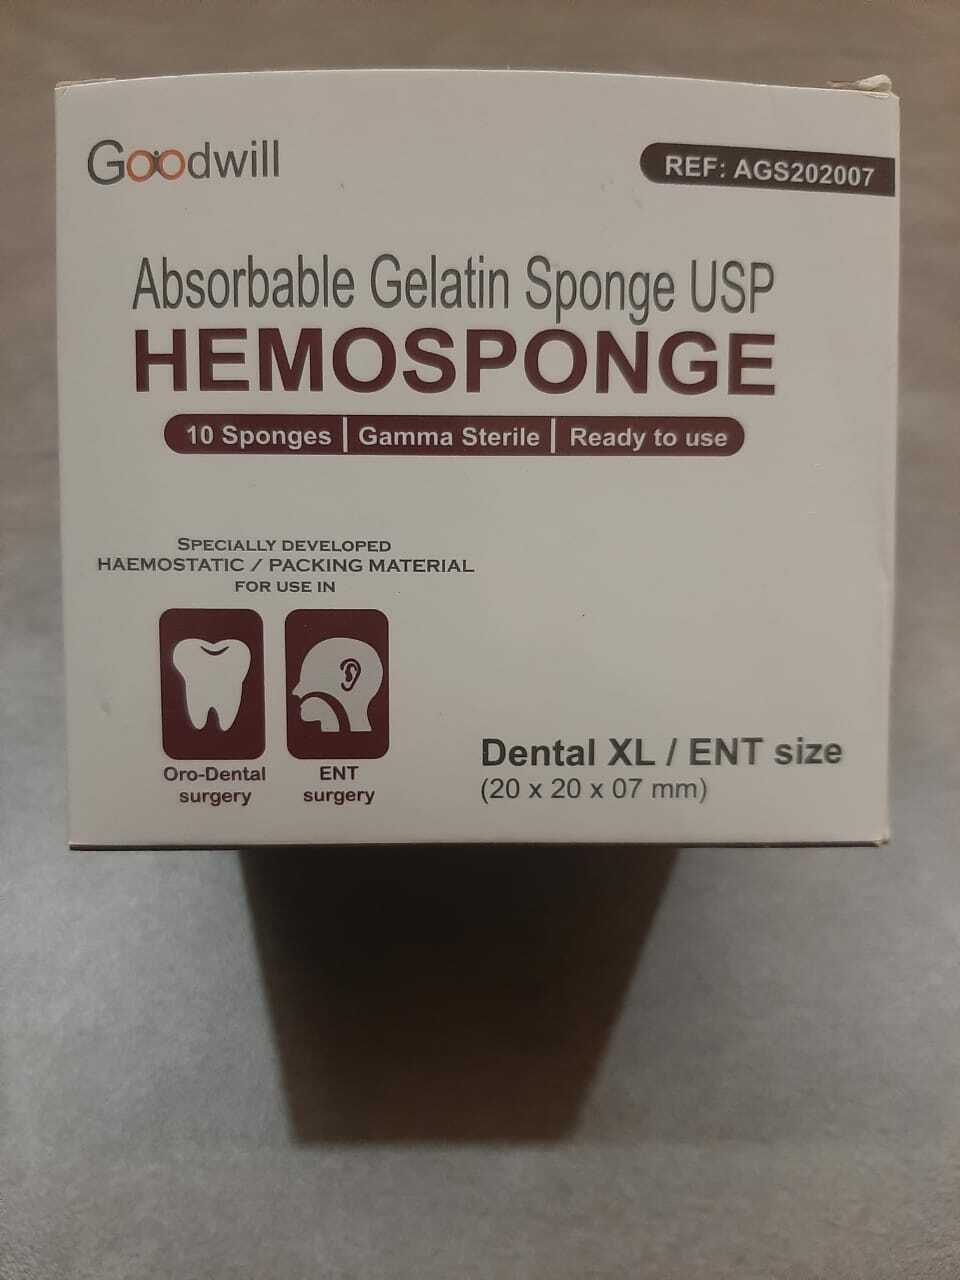 Goodwill
REF: AGS202007
Absorbable Gelatin Sponge USP
HEMOSPONGE
10 Sponges | Gamma Sterile | Ready to use
SPECIALLY DEVELOPED
HAEMOSTATIC / PACKING MATERIAL
FOR USE IN
Oro-Dental
surgery
ENT
surgery
Dental XL / ENT size
(20 x 20 x 07 mm)